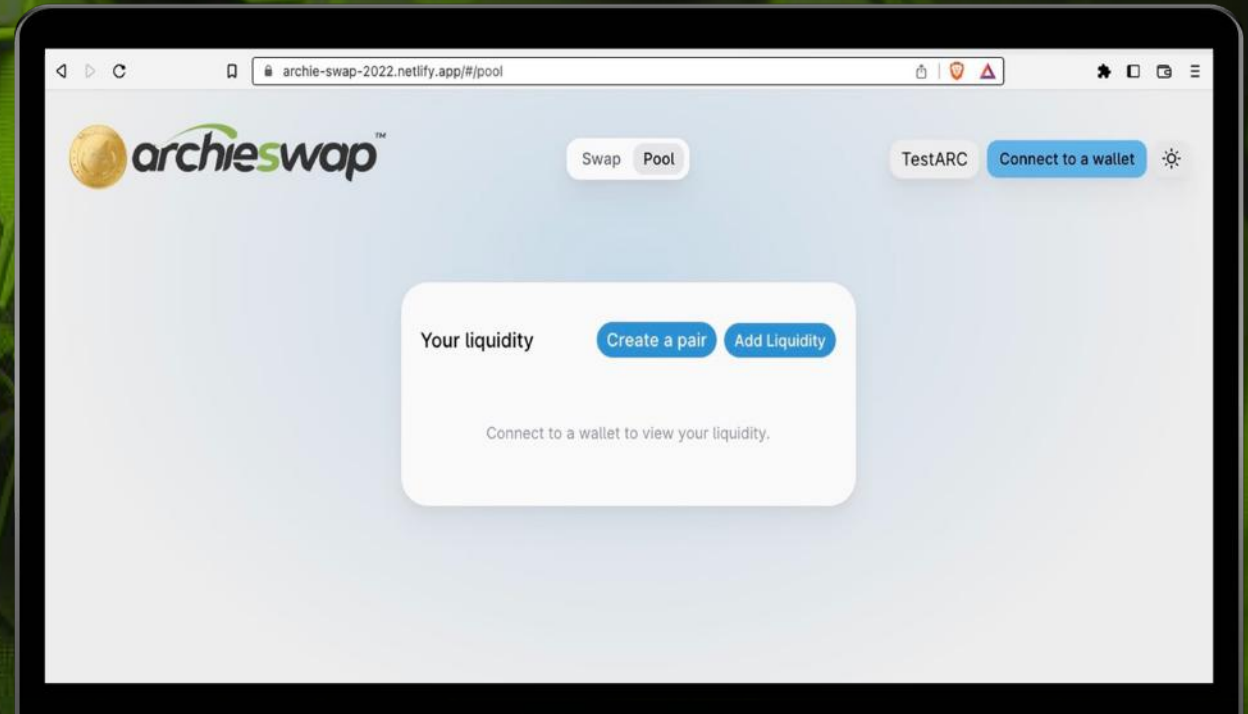 archie-swap-2022.netlify.app/#/pool
archieswap™
Swap Pool
TestARC
Connect to a wallet
Your liquidity
Create a pair
Add Liquidity
Connect to a wallet to view your liquidity.